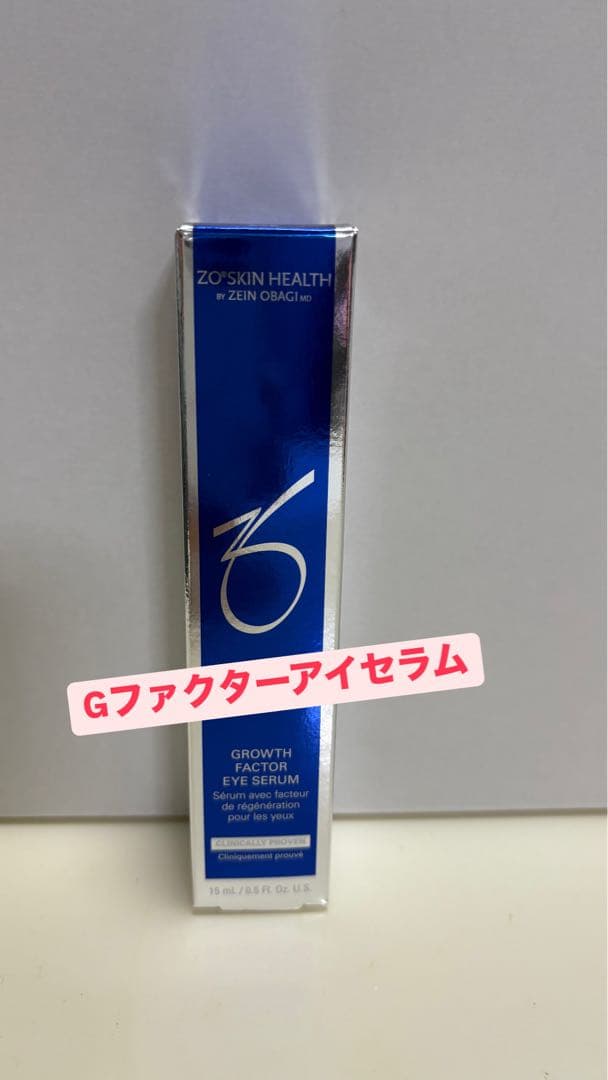 ZO® SKIN HEALTH
BY ZEIN OBAGI MD
Gファクターアイセラム
GROWTH
FACTOR
EYE SERUM
Sérum avec facteur
de régénération
pour les yeux
CLINICALLY PROVEN
Cliniquement prouvé
15 mL / 0.5 Fl. Oz. U.S.